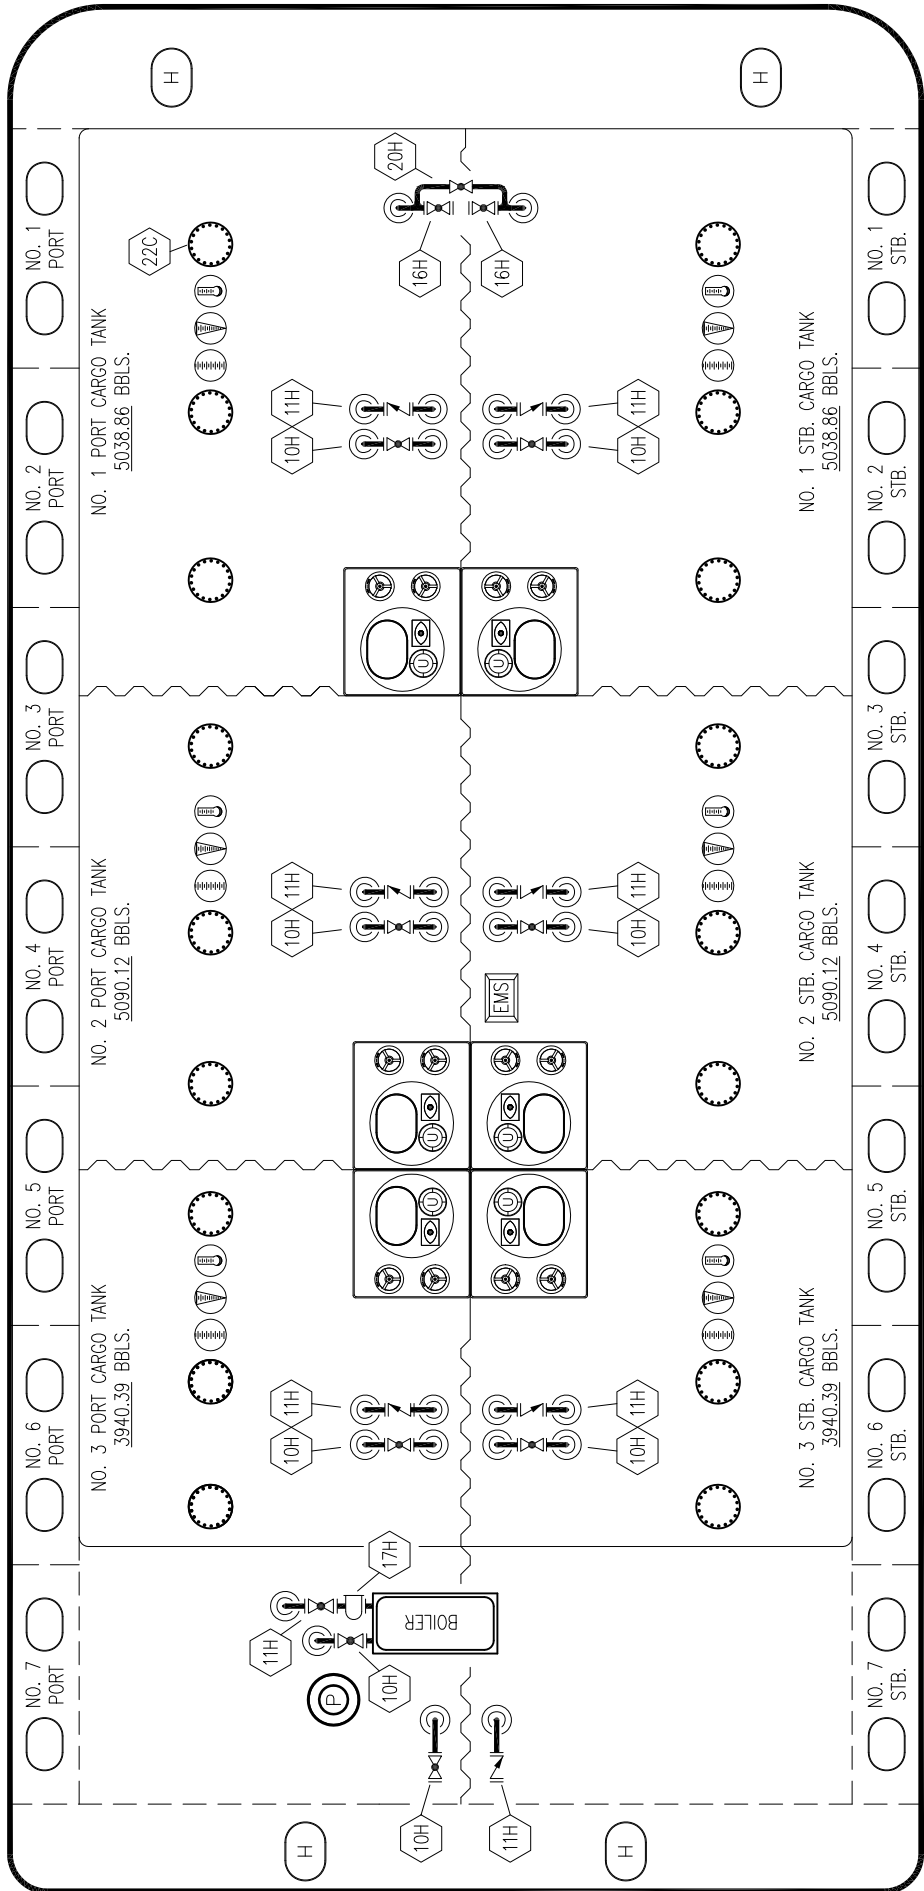 H
H
NO. 1
PORT
NO. 1
STB.
20H
22C
16H
16H
NO. 1 PORT CARGO TANK
5038.86 BBLS.
NO. 1 STB. CARGO TANK
5038.86 BBLS.
11H
10H
11H
10H
NO. 2
PORT
NO. 2
STB.
U
U
NO. 3
PORT
NO. 3
STB.
NO. 2 PORT CARGO TANK
5090.12 BBLS.
NO. 2 STB. CARGO TANK
5090.12 BBLS.
11H
10H
11H
10H
EMS
NO. 4
PORT
NO. 4
STB.
U
U
U
U
NO. 5
PORT
NO. 5
STB.
NO. 3 PORT CARGO TANK
3940.39 BBLS.
NO. 3 STB. CARGO TANK
3940.39 BBLS.
11H
10H
11H
10H
NO. 6
PORT
NO. 6
STB.
17H
BOILER
11H
10H
P
NO. 7
PORT
NO. 7
STB.
10H
11H
H
H